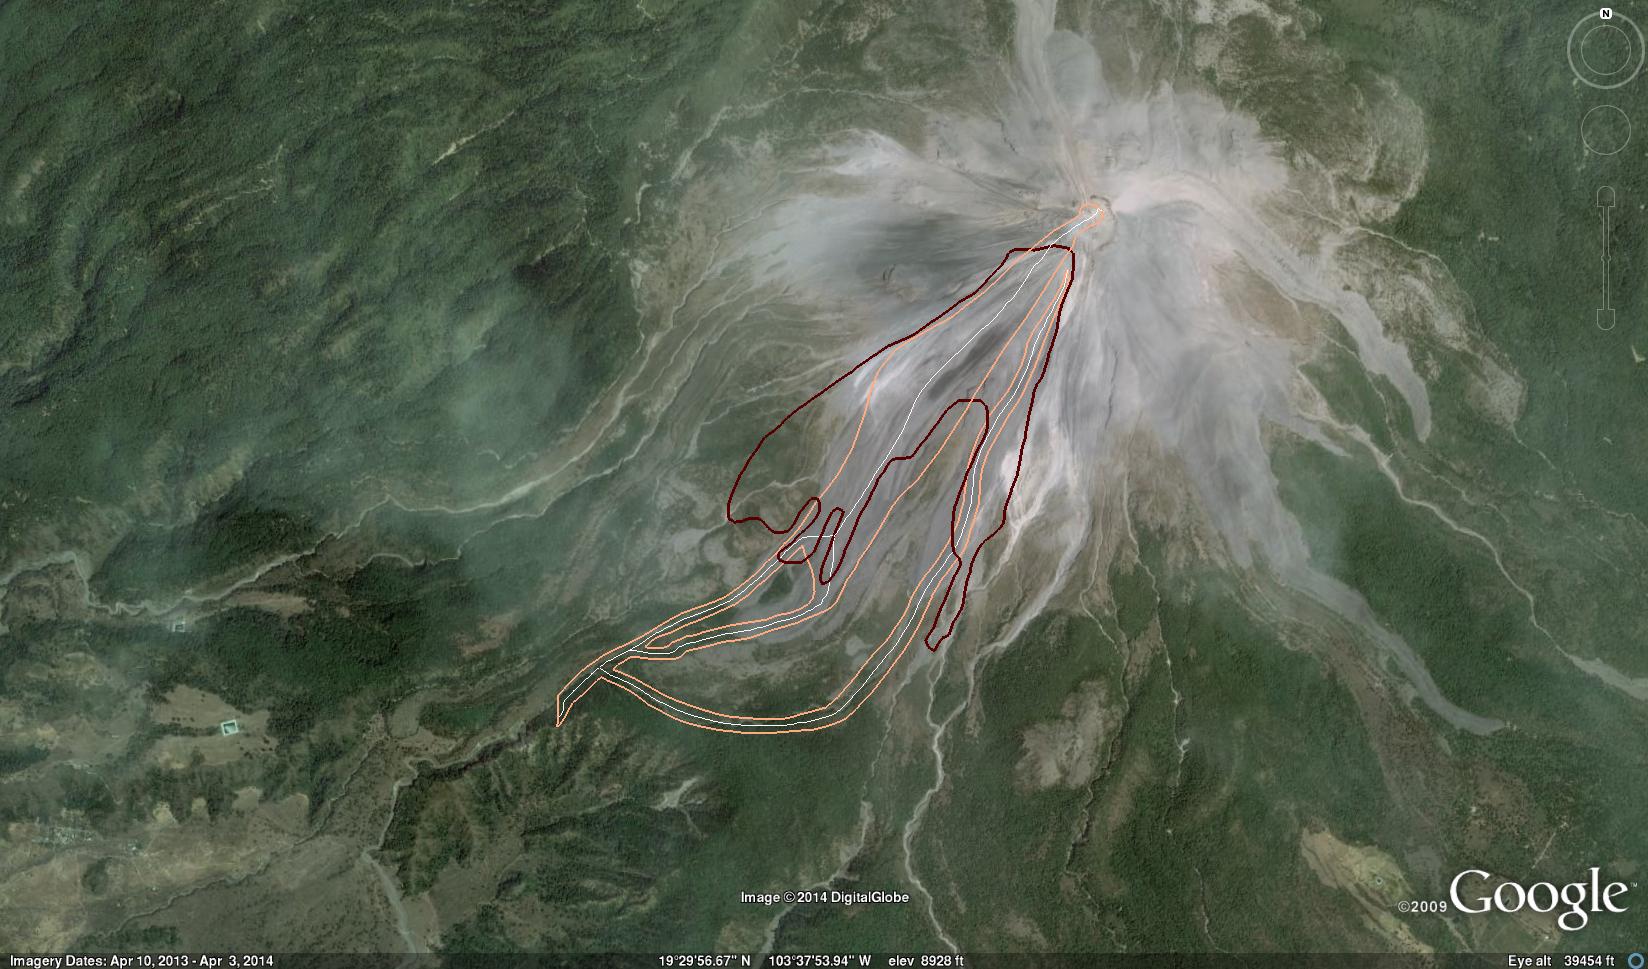 N
Image © 2014 DigitalGlobe
©2009 Google™
Imagery Dates: Apr 10, 2013 - Apr 3, 2014 19°29'56.67" N 103°37'53.94" W elev 8928 ft Eye alt 39454 ft